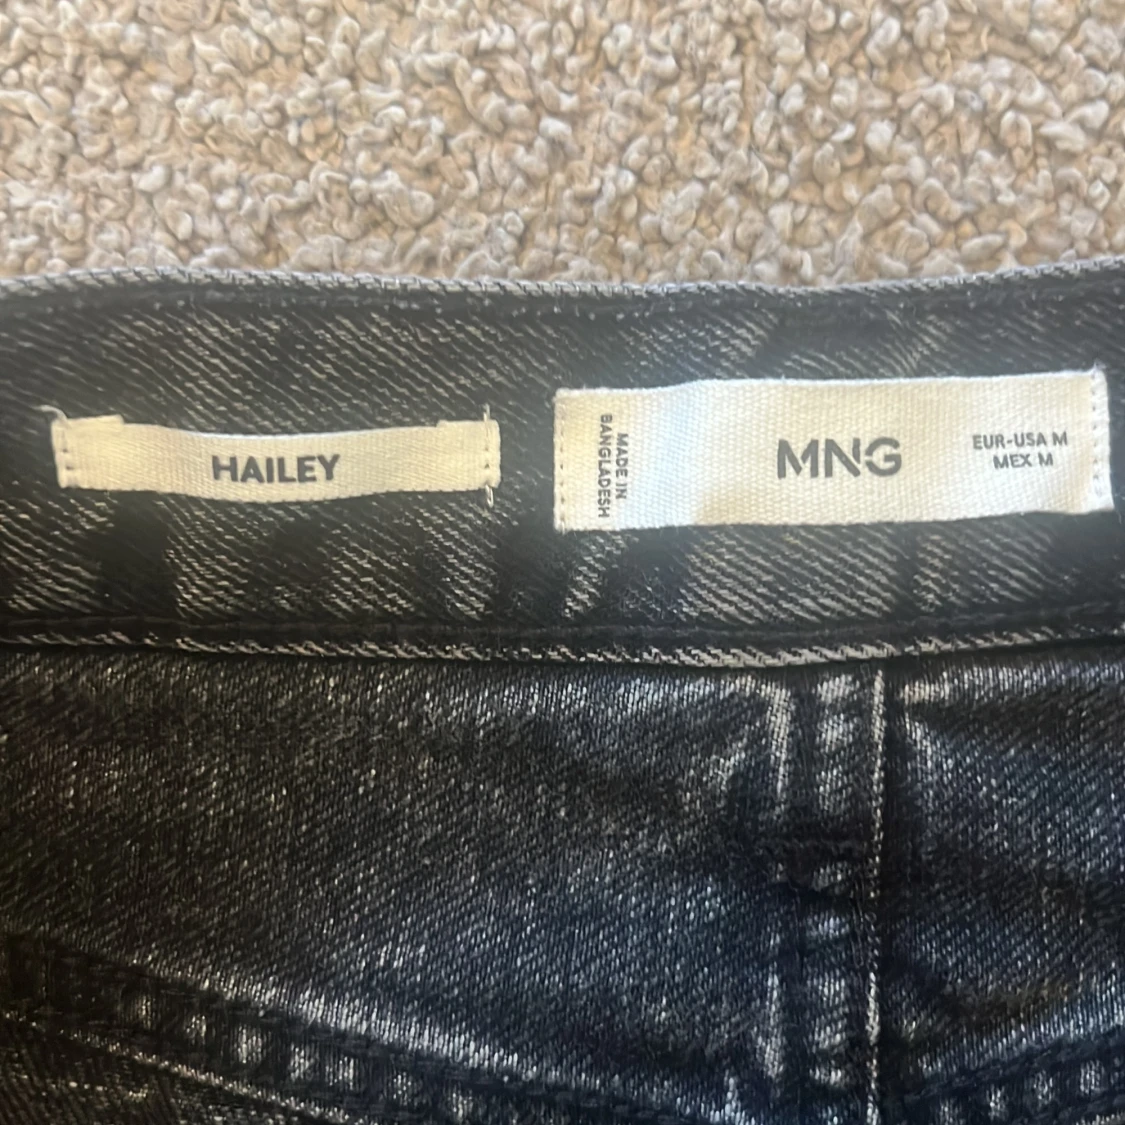 HAILEY
MADE IN
BANGLADESH
MNG
EUR-USA M
MEX M